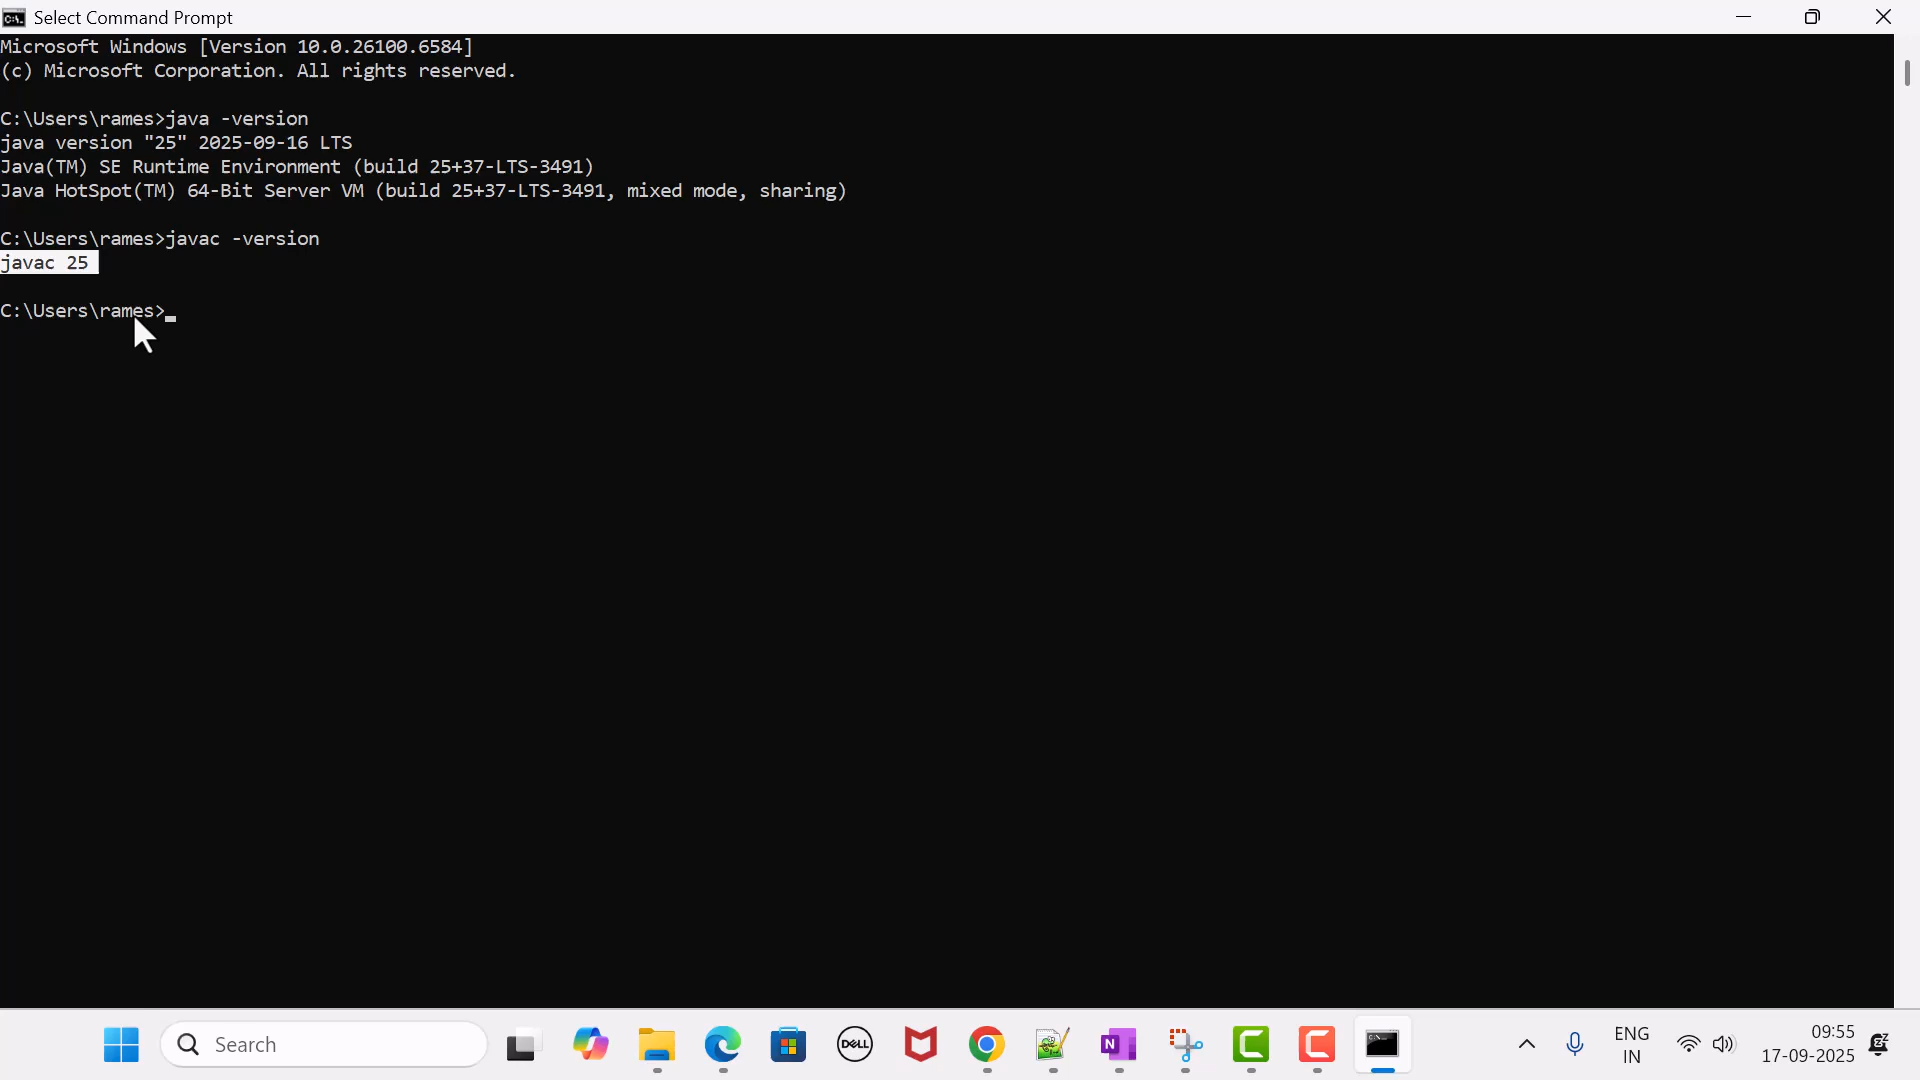 Select Command Prompt
Microsoft Windows [Version 10.0.26100.6584]
(c) Microsoft Corporation. All rights reserved.
C:\Users\rames>java -version
java version "25" 2025-09-16 LTS
Java(TM) SE Runtime Environment (build 25+37-LTS-3491)
Java HotSpot(TM) 64-Bit Server VM (build 25+37-LTS-3491, mixed mode, sharing)
C:\Users\rames>javac -version
javac 25
C:\Users\rames>
Search
DELL
N
ENG
IN
09:55
17-09-2025